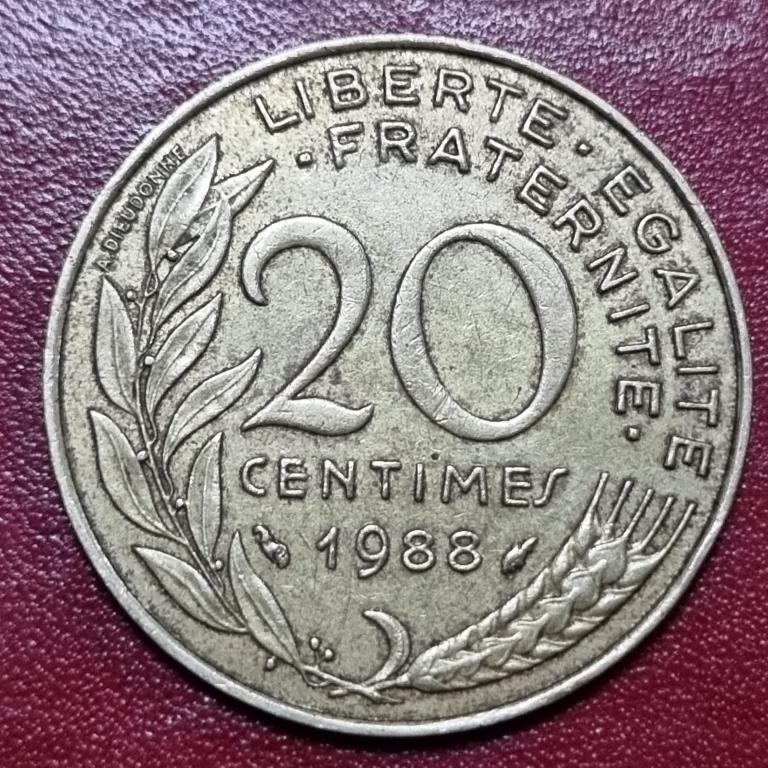 LIBERTE · EGALITE
· FRATERNITE ·
A.DIEUDONNE
20
CENTIMES
1988